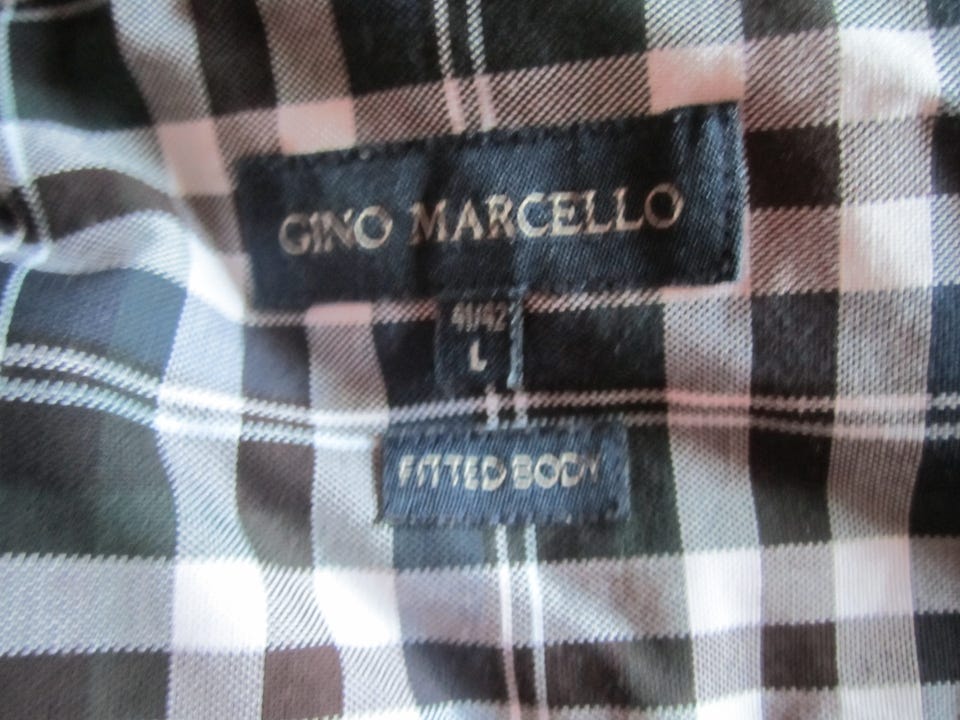 GINO MARCELLO
41/42
L
FITTED BODY